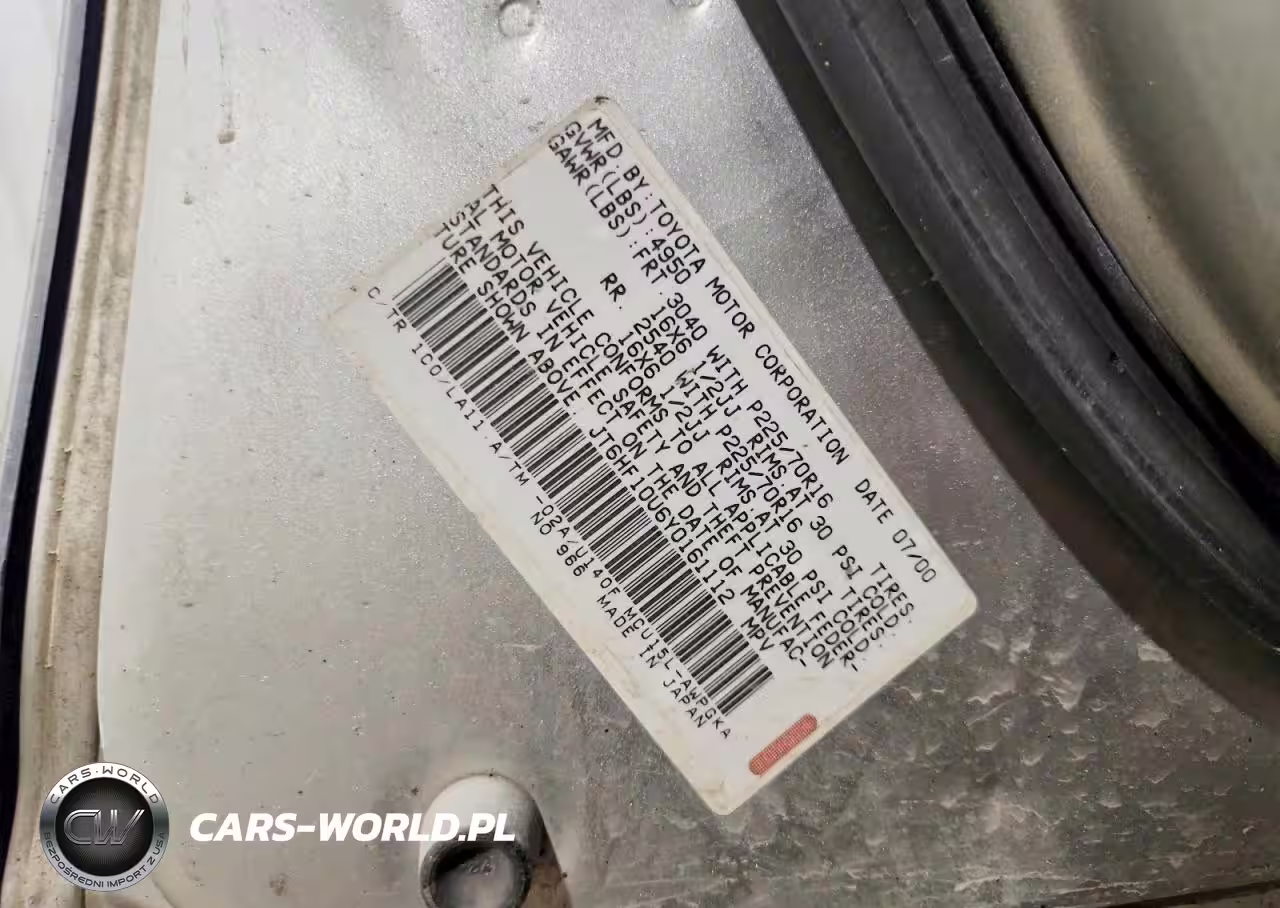 MFD BY:TOYOTA MOTOR CORPORATION DATE 07/00
GVWR(LBS):4950
GAWR(LBS):FRT:3040 WITH P225/70R16 TIRES.
16X6 1/2JJ RIMS AT 30 PSI COLD.
RR. 2540 WITH P225/70R16 TIRES.
16X6 1/2JJ RIMS AT 30 PSI COLD.
THIS VEHICLE CONFORMS TO ALL APPLICABLE FEDER-
AL MOTOR VEHICLE SAFETY AND THEFT PREVENTION
STANDARDS IN EFFECT ON THE DATE OF MANUFAC-
TURE SHOWN ABOVE JT6HF10U6Y0161112 MPV
C/TR 1C0/LA11 A/TM -02A/U140F MCU15L-AWPGKA
NO 966 MADE IN JAPAN
CARS-WORLD
CW
BEZPOŚREDNI IMPORT Z USA
CARS-WORLD.PL